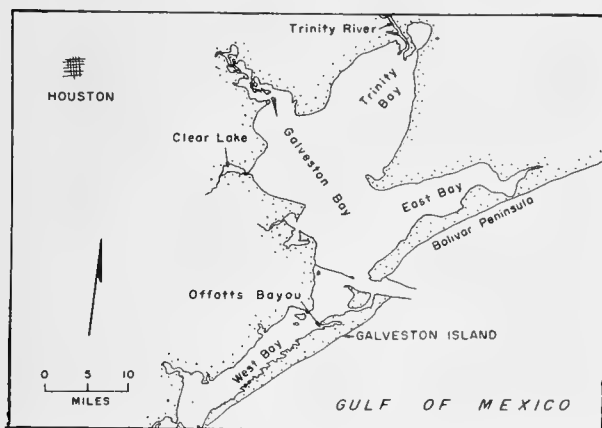 Trinity River
HOUSTON
Trinity Bay
Clear Lake
Galveston Bay
East Bay
Bolivar Peninsula
Offotts Bayou
GALVESTON ISLAND
West Bay
0 5 10
MILES
GULF OF MEXICO